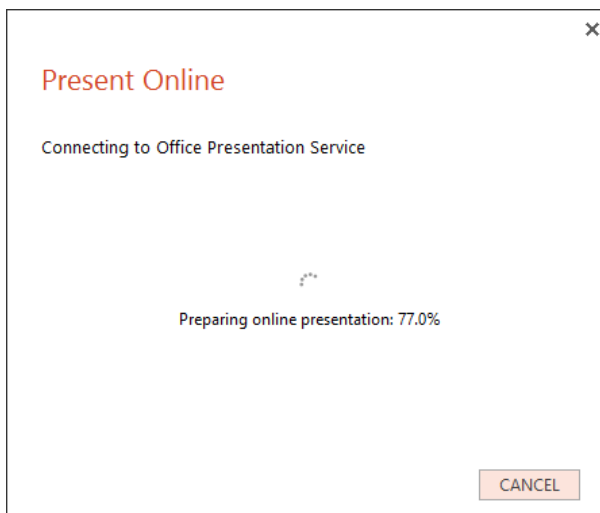 Present Online
Connecting to Office Presentation Service
Preparing online presentation: 77.0%
CANCEL